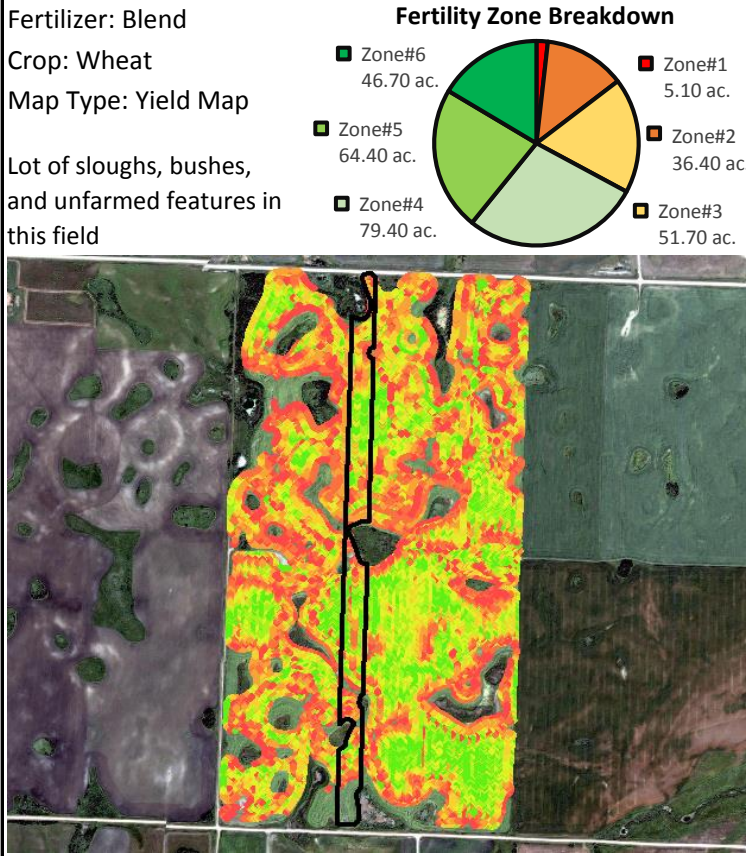 Fertilizer: Blend
Crop: Wheat
Map Type: Yield Map
Lot of sloughs, bushes,
and unfarmed features in
this field
Fertility Zone Breakdown
Zone#6
46.70 ac.
Zone#5
64.40 ac.
Zone#4
79.40 ac.
Zone#1
5.10 ac.
Zone#2
36.40 ac.
Zone#3
51.70 ac.